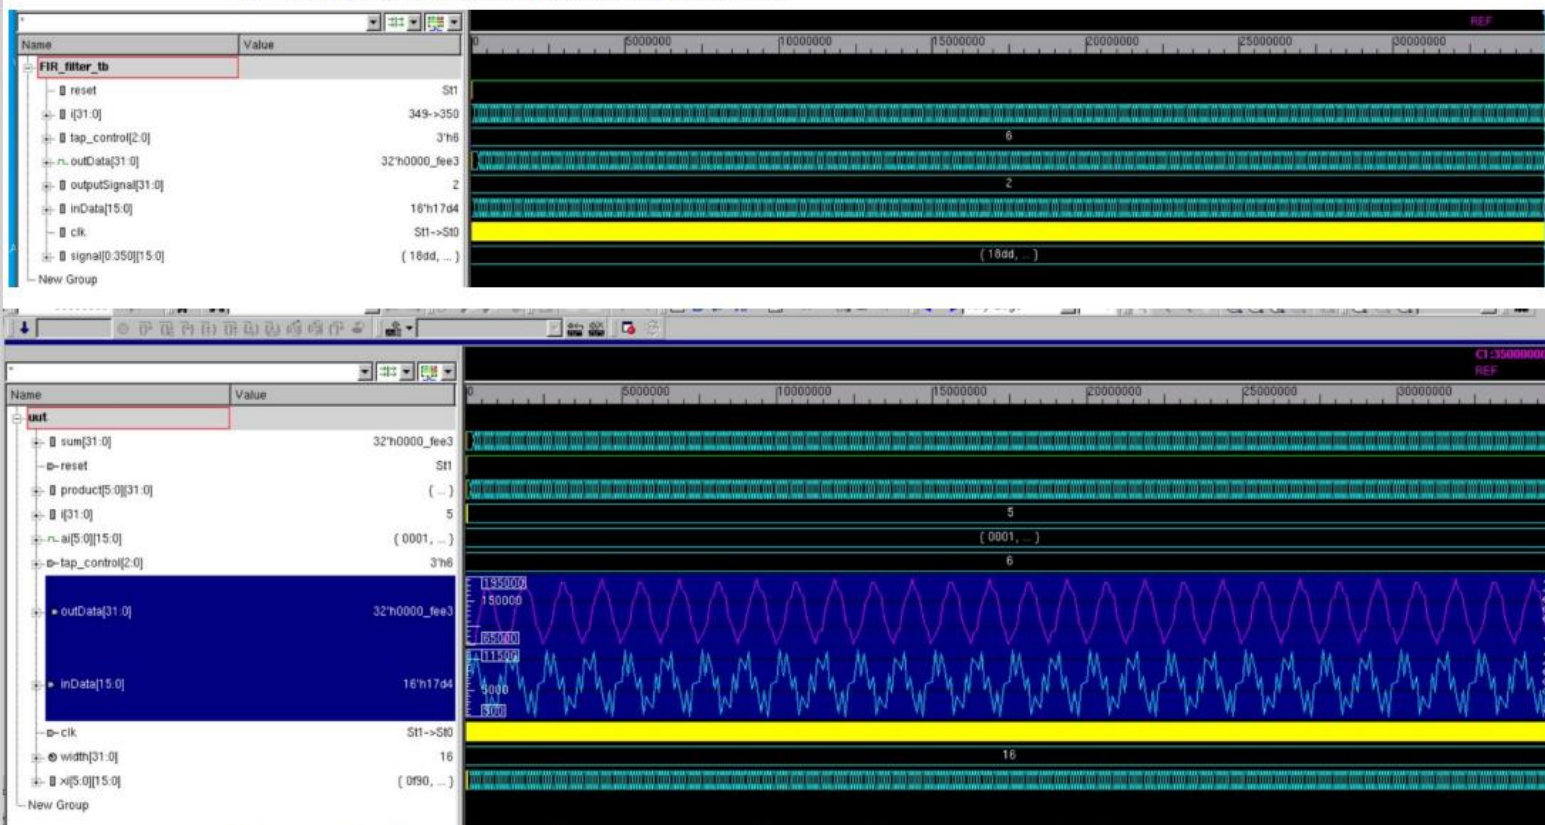 REF
Name Value 0 5000000 10000000 15000000 20000000 25000000 30000000
FIR_filter_tb
reset St1
i[31:0] 349->350
tap_control[2:0] 3'h6 6
outData[31:0] 32'h0000_fee3
outputSignal[31:0] 2 2
inData[15:0] 16'h17d4
clk St1->St0
signal[0:350][15:0] { 18dd, ... } { 18dd, ... }
New Group
C1:35000000
REF
Name Value 0 5000000 10000000 15000000 20000000 25000000 30000000
uut
sum[31:0] 32'h0000_fee3
reset St1
product[5:0][31:0] { ... }
i[31:0] 5 5
ai[5:0][15:0] { 0001, ... } { 0001, ... }
tap_control[2:0] 3'h6 6
195000
150000
outData[31:0] 32'h0000_fee3
65000
11500
inData[15:0] 16'h17d4 5000
500
clk St1->St0
width[31:0] 16 16
xi[5:0][15:0] { 0f90, ... }
New Group